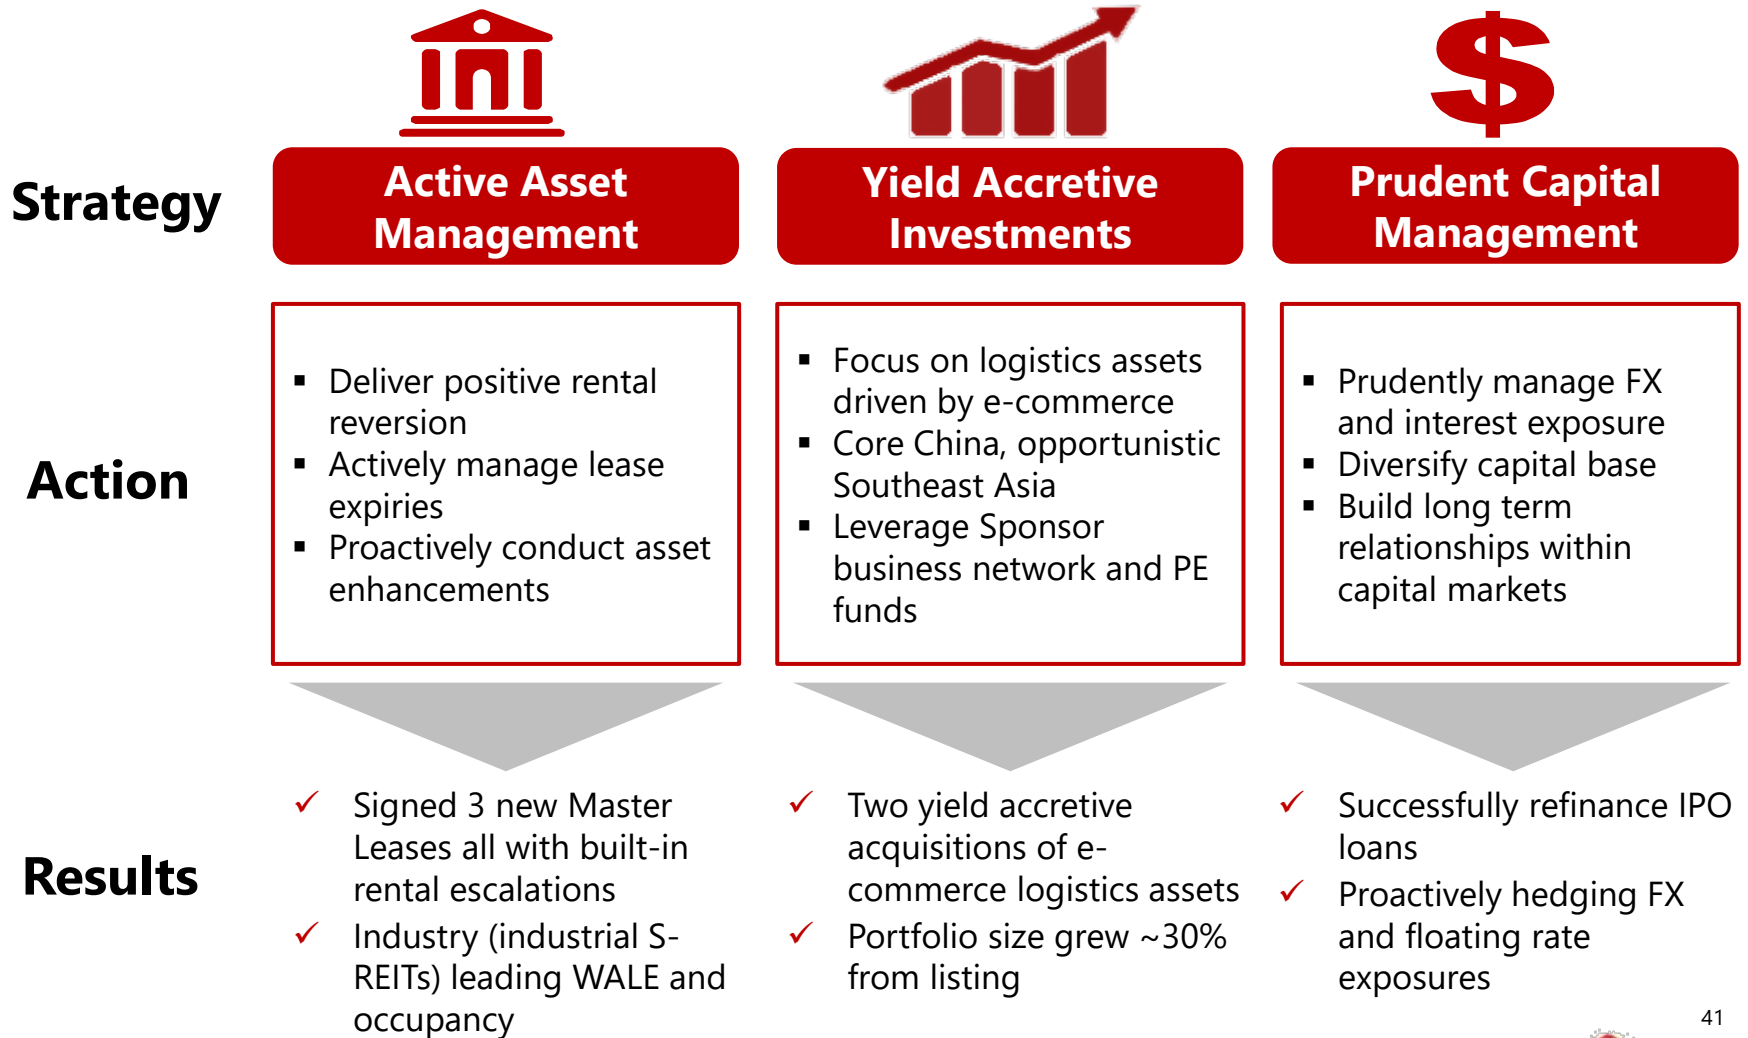 Strategy
Active Asset
Management
Yield Accretive
Investments
Prudent Capital
Management
Action
▪ Deliver positive rental
reversion
▪ Actively manage lease
expiries
▪ Proactively conduct asset
enhancements
▪ Focus on logistics assets
driven by e-commerce
▪ Core China, opportunistic
Southeast Asia
▪ Leverage Sponsor
business network and PE
funds
▪ Prudently manage FX
and interest exposure
▪ Diversify capital base
▪ Build long term
relationships within
capital markets
Results
✓ Signed 3 new Master
Leases all with built-in
rental escalations
✓ Industry (industrial S-
REITs) leading WALE and
occupancy
✓ Two yield accretive
acquisitions of e-
commerce logistics assets
✓ Portfolio size grew ~30%
from listing
✓ Successfully refinance IPO
loans
✓ Proactively hedging FX
and floating rate
exposures
41